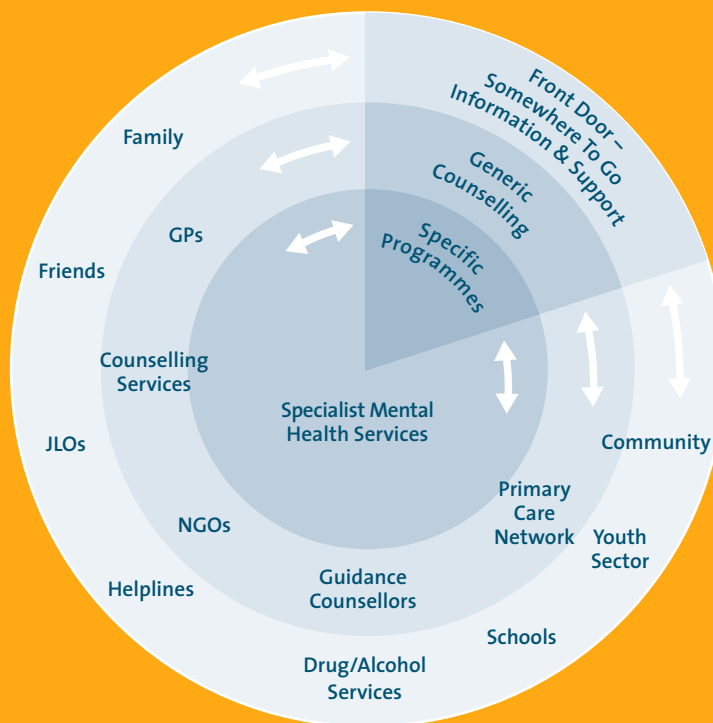 Front Door –
Somewhere To Go
Information & Support
Generic
Counselling
Specific
Programmes
Family
GPs
Friends
Counselling
Services
Specialist Mental
Health Services
JLOs
Community
NGOs
Primary
Care
Network
Youth
Sector
Helplines
Guidance
Counsellors
Schools
Drug/Alcohol
Services